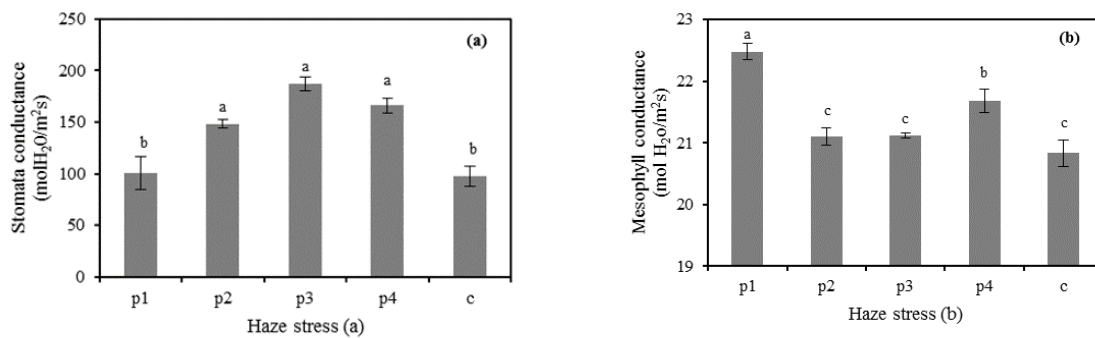 Stomata conductance
(molH₂0/m²s)
250
200
150
100
50
0
(a)
b
a
a
a
b
p1 p2 p3 p4 c
Haze stress (a)
Mesophyll conductance
(mol H₂o/m²s)
23
22
21
20
19
(b)
a
c
c
b
c
p1 p2 p3 p4 c
Haze stress (b)